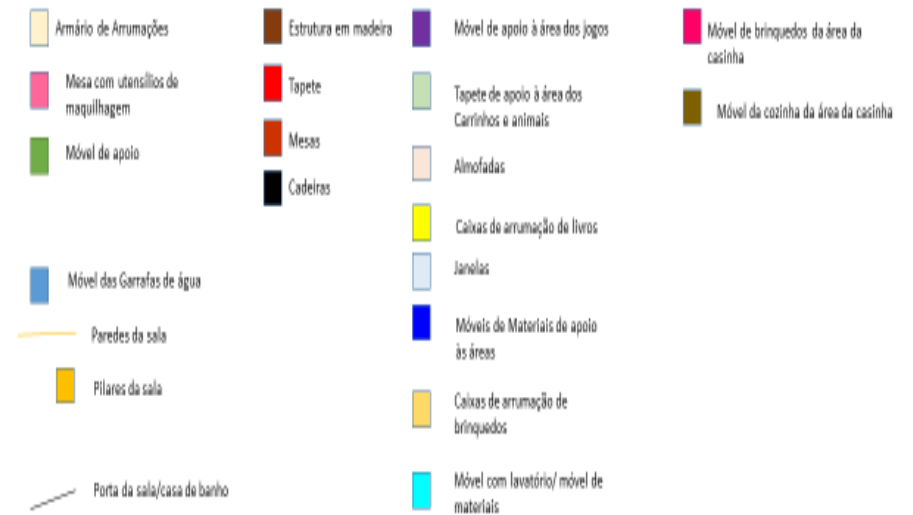 Armário de Arrumações
Mesa com utensílios de
maquilhagem
Móvel de apoio
Móvel das Garrafas de água
Paredes da sala
Pilares da sala
Porta da sala/casa de banho
Estrutura em madeira
Tapete
Mesas
Cadeiras
Móvel de apoio à área dos jogos
Tapete de apoio à área dos
Carrinhos e animais
Almofadas
Caixas de arrumação de livros
Janelas
Móveis de Materiais de apoio
às áreas
Caixas de arrumação de
brinquedos
Móvel com lavatório/ móvel de
materiais
Móvel de brinquedos da área da
casinha
Móvel da cozinha da área da casinha